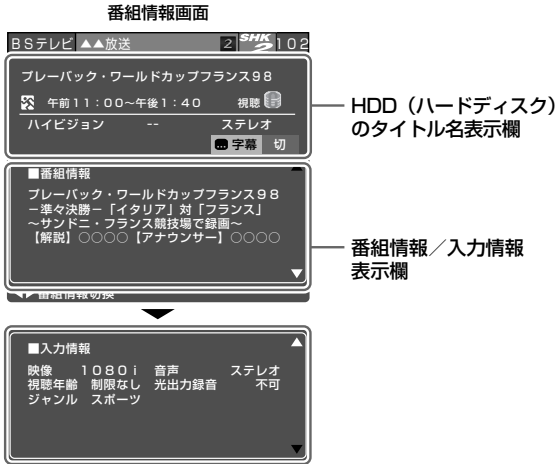 番組情報画面
BSテレビ ▲▲放送 2 SHK 2 102
プレーバック・ワールドカップフランス98
午前11:00~午後1:40 視聴
ハイビジョン -- ステレオ
字幕 切
HDD(ハードディスク)
のタイトル名表示欄
■番組情報
プレーバック・ワールドカップフランス98
-準々決勝-「イタリア」対「フランス」
~サンドニ・フランス競技場で録画~
【解説】○○○○【アナウンサー】○○○○
番組情報/入力情報
表示欄
◀▶番組情報切換
■入力情報
映像 1080i 音声 ステレオ
視聴年齢 制限なし 光出力録音 不可
ジャンル スポーツ